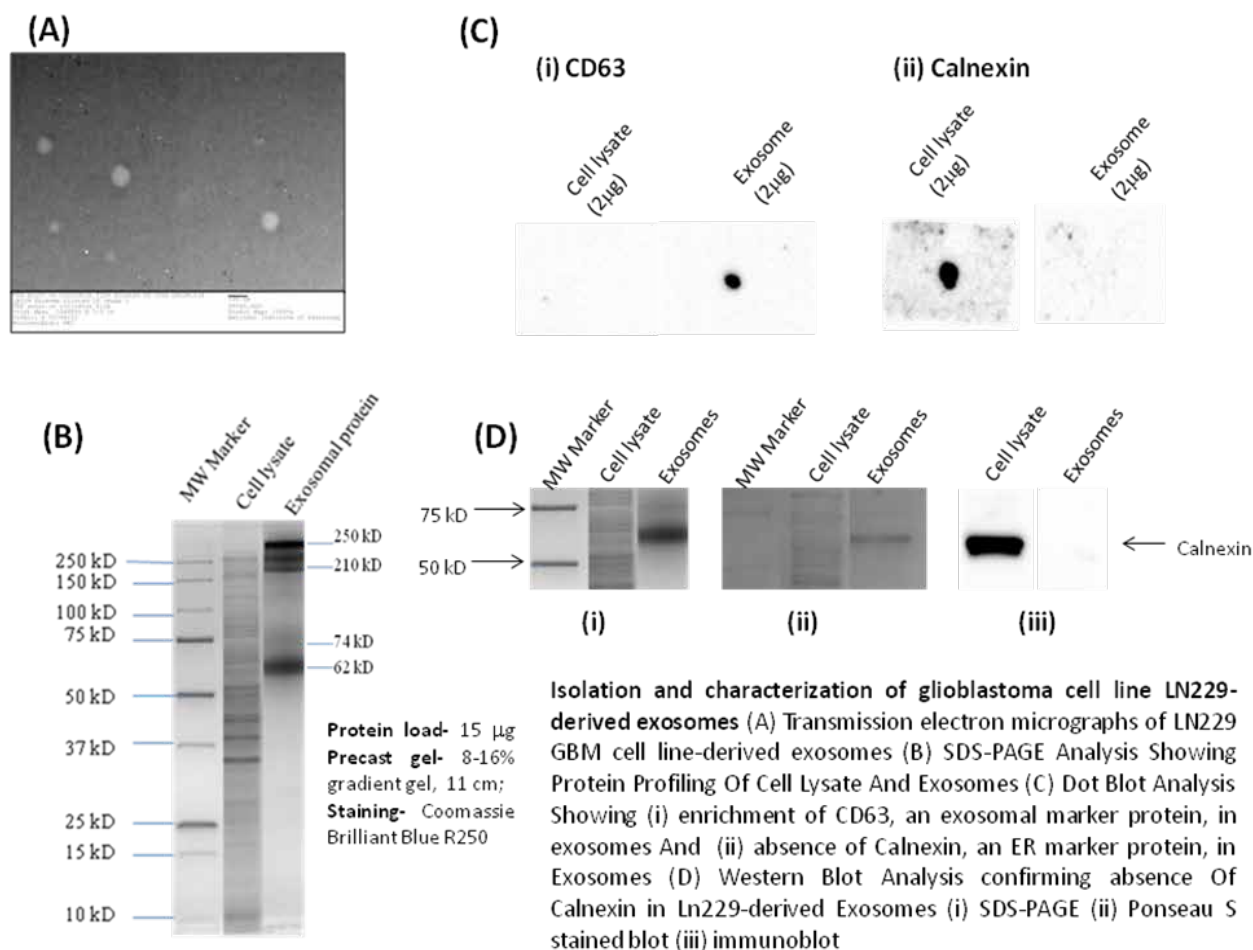 (A)
(C)
(i) CD63
(ii) Calnexin
Cell lysate
(2µg)
Exosome
(2µg)
Cell lysate
(2µg)
Exosome
(2µg)
(B)
MW Marker
Cell lysate
Exosomal protein
250 kD
150 kD
100 kD
75 kD
50 kD
37 kD
25 kD
15 kD
10 kD
250 kD
210 kD
74 kD
62 kD
Protein load- 15 µg
Precast gel- 8-16%
gradient gel, 11 cm;
Staining- Coomassie
Brilliant Blue R250
(D)
MW Marker
Cell lysate
Exosomes
MW Marker
Cell lysate
Exosomes
Cell lysate
Exosomes
75 kD
50 kD
Calnexin
(i)
(ii)
(iii)
Isolation and characterization of glioblastoma cell line LN229-
derived exosomes (A) Transmission electron micrographs of LN229
GBM cell line-derived exosomes (B) SDS-PAGE Analysis Showing
Protein Profiling Of Cell Lysate And Exosomes (C) Dot Blot Analysis
Showing (i) enrichment of CD63, an exosomal marker protein, in
exosomes And (ii) absence of Calnexin, an ER marker protein, in
Exosomes (D) Western Blot Analysis confirming absence Of
Calnexin in Ln229-derived Exosomes (i) SDS-PAGE (ii) Ponseau S
stained blot (iii) immunoblot